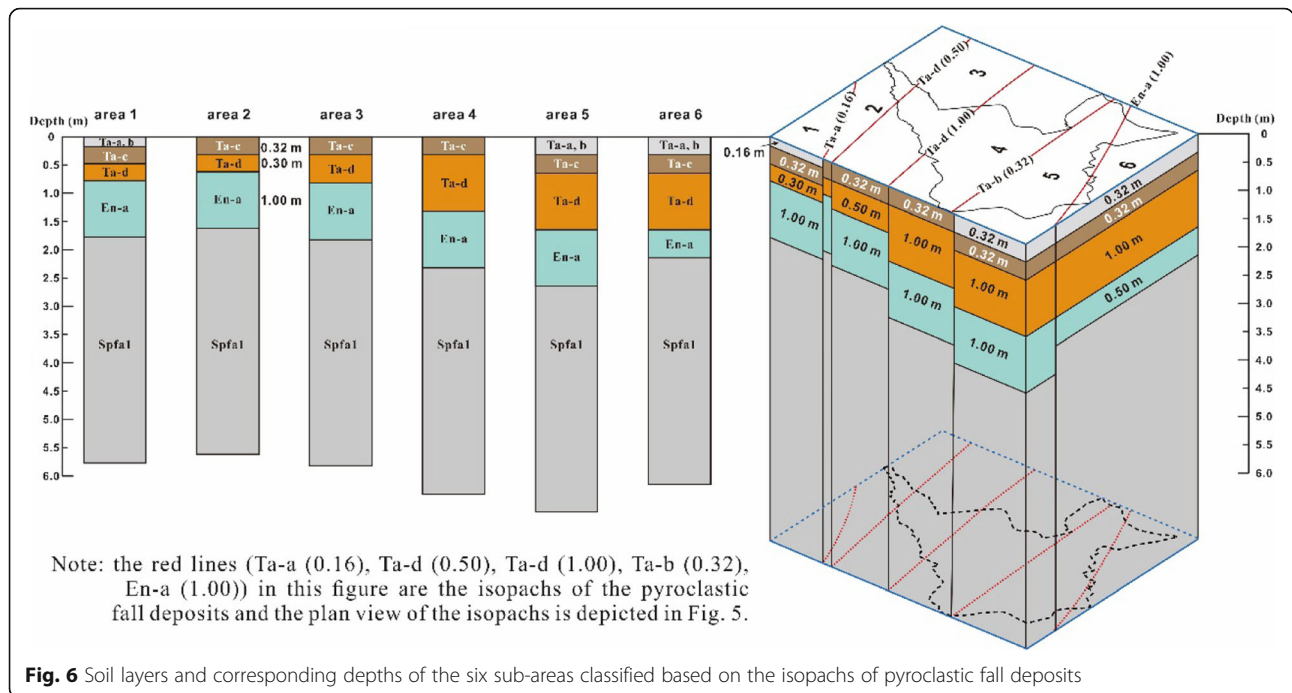 area 1 area 2 area 3 area 4 area 5 area 6
Depth (m)
0
0.5
1.0
1.5
2.0
2.5
3.0
3.5
4.0
4.5
5.0
5.5
6.0
Ta-a, b
Ta-c
Ta-d
En-a
Spfa1
Ta-c 0.32 m
Ta-d 0.30 m
En-a 1.00 m
Ta-c
Ta-d
En-a
Spfa1
Ta-c
Ta-d
En-a
Ta-a, b
Ta-c
Ta-d
En-a
Spfa1
Ta-a, b
Ta-c
Ta-d
En-a
Spfa1
1
2
3
4
5
6
Ta-a (0.16)
Ta-d (0.50)
Ta-d (1.00)
Ta-b (0.32)
En-a (1.00)
0.16 m
0.32 m
0.30 m
1.00 m
0.32 m
0.50 m
1.00 m
0.32 m
1.00 m
1.00 m
0.32 m
0.32 m
1.00 m
1.00 m
0.32 m
0.32 m
1.00 m
0.50 m
Depth (m)
0
0.5
1.0
1.5
2.0
2.5
3.0
3.5
4.0
4.5
5.0
5.5
6.0
Note: the red lines (Ta-a (0.16), Ta-d (0.50), Ta-d (1.00), Ta-b (0.32),
En-a (1.00)) in this figure are the isopachs of the pyroclastic
fall deposits and the plan view of the isopachs is depicted in Fig. 5.
Fig. 6 Soil layers and corresponding depths of the six sub-areas classified based on the isopachs of pyroclastic fall deposits